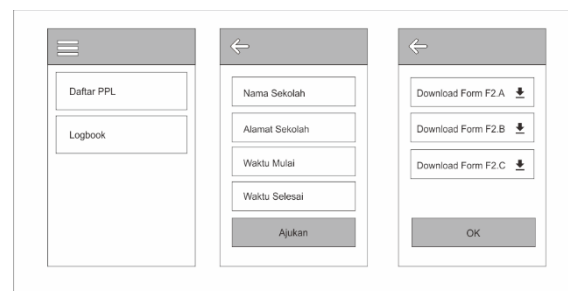 Daftar PPL
Logbook
Nama Sekolah
Alamat Sekolah
Waktu Mulai
Waktu Selesai
Ajukan
Download Form F2.A
Download Form F2.B
Download Form F2.C
OK